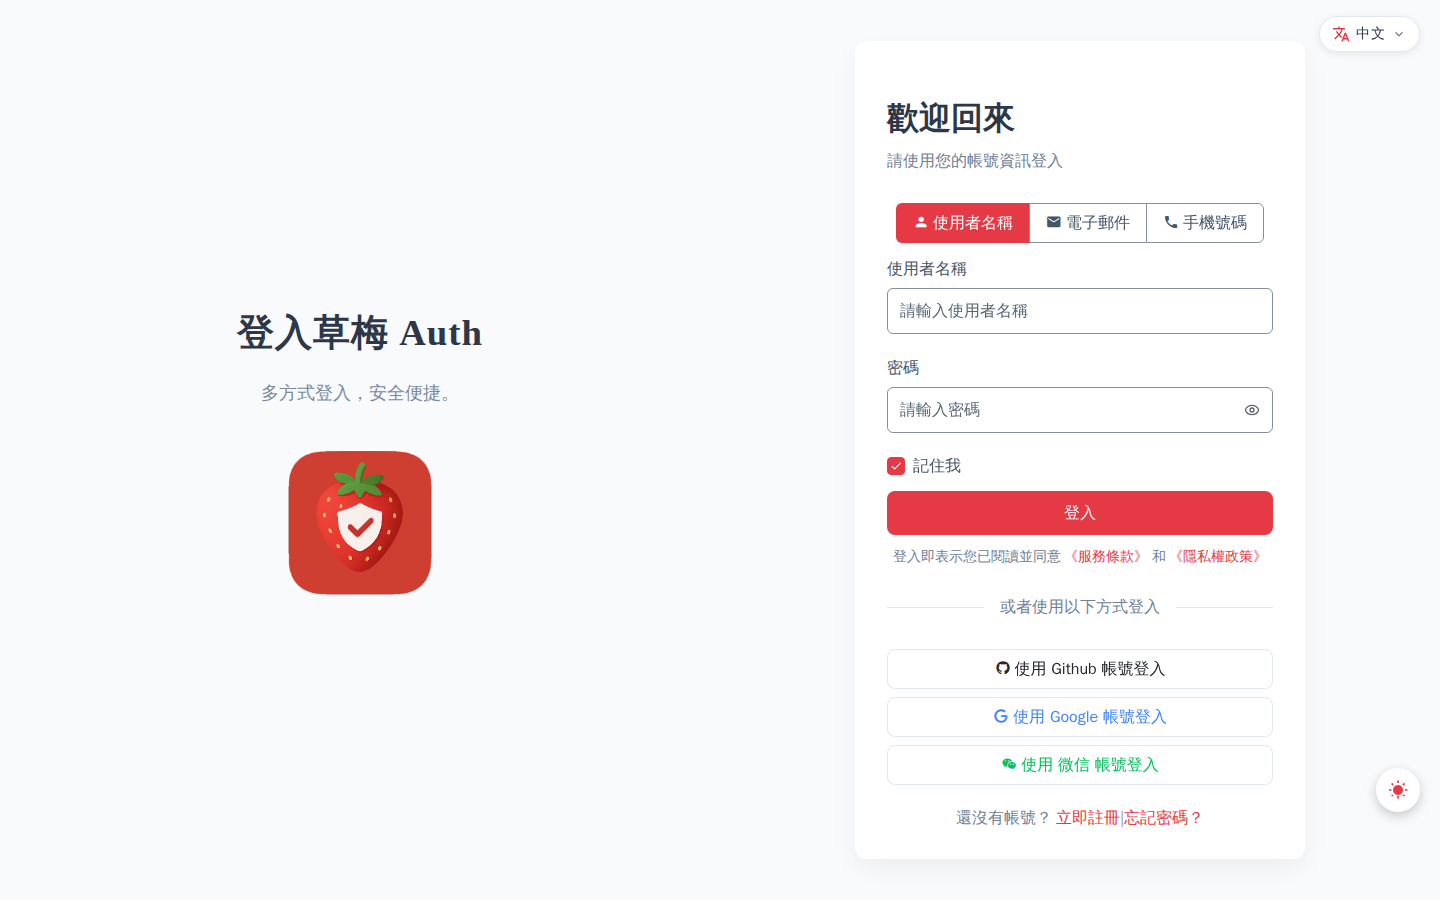 中文
登入草梅 Auth
多方式登入，安全便捷。
歡迎回來
請使用您的帳號資訊登入
使用者名稱 電子郵件 手機號碼
使用者名稱
請輸入使用者名稱
密碼
請輸入密碼
記住我
登入
登入即表示您已閱讀並同意 《服務條款》 和 《隱私權政策》
或者使用以下方式登入
使用 Github 帳號登入
使用 Google 帳號登入
使用 微信 帳號登入
還沒有帳號？ 立即註冊|忘記密碼？